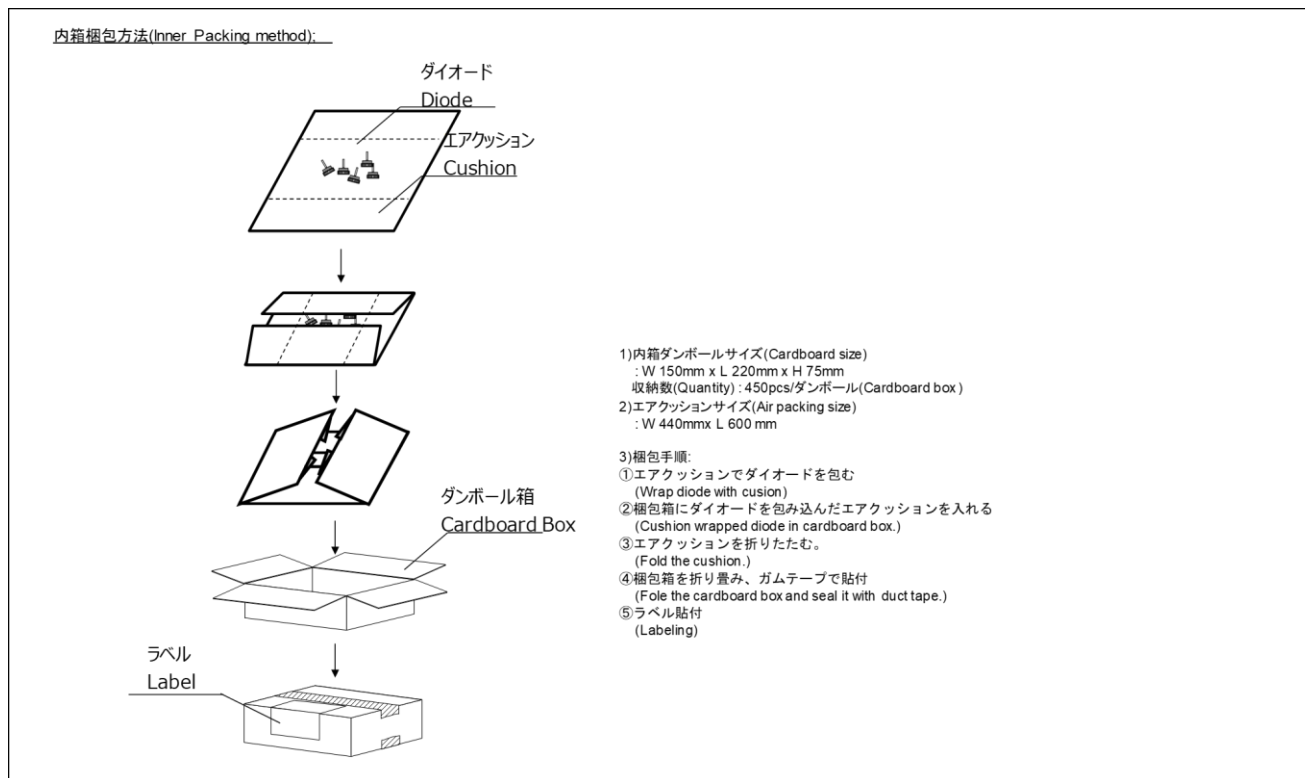 内箱梱包方法(Inner Packing method):
ダイオード
Diode
エアクッション
Cushion
ダンボール箱
Cardboard Box
ラベル
Label
1)内箱ダンボールサイズ(Cardboard size)
: W 150mm x L 220mm x H 75mm
収納数(Quantity) : 450pcs/ダンボール(Cardboard box)
2)エアクッションサイズ(Air packing size)
: W 440mmx L 600 mm
3)梱包手順:
①エアクッションでダイオードを包む
(Wrap diode with cusion)
②梱包箱にダイオードを包み込んだエアクッションを入れる
(Cushion wrapped diode in cardboard box.)
③エアクッションを折りたたむ。
(Fold the cushion.)
④梱包箱を折り畳み、ガムテープで貼付
(Fole the cardboard box and seal it with duct tape.)
⑤ラベル貼付
(Labeling)